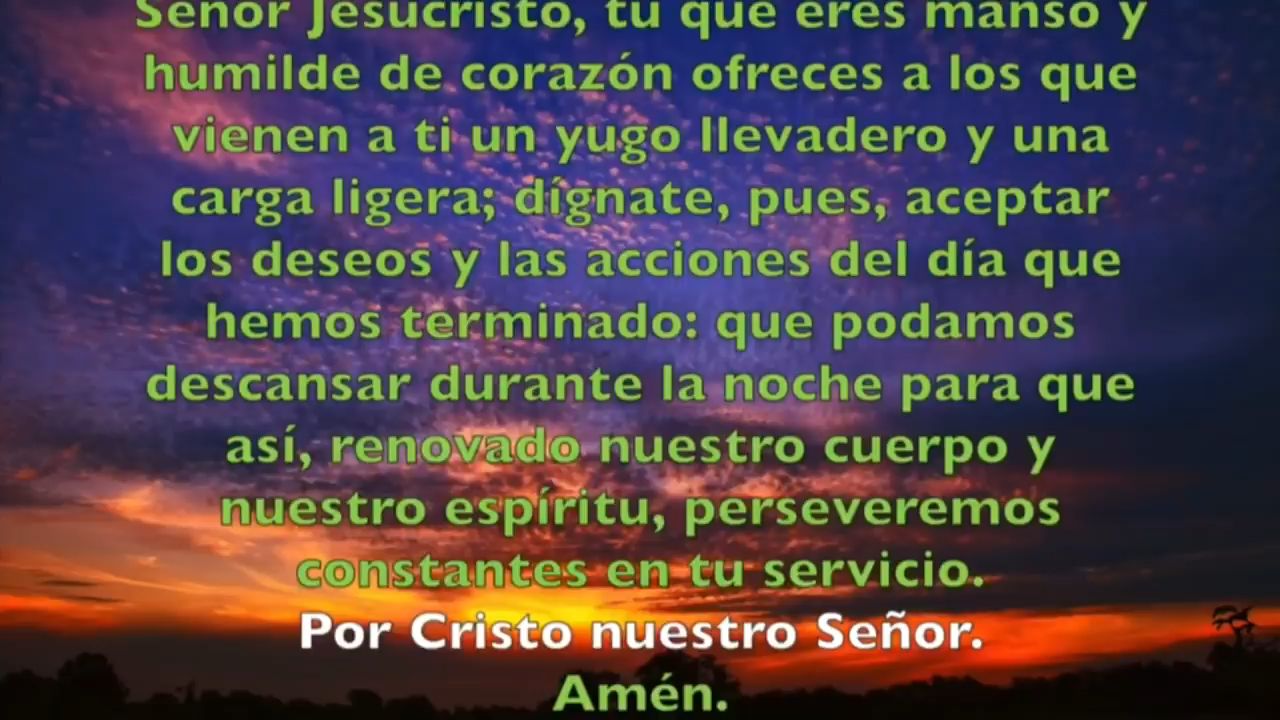 Señor Jesucristo, tú que eres manso y
humilde de corazón ofreces a los que
vienen a ti un yugo llevadero y una
carga ligera; dígnate, pues, aceptar
los deseos y las acciones del día que
hemos terminado: que podamos
descansar durante la noche para que
así, renovado nuestro cuerpo y
nuestro espíritu, perseveremos
constantes en tu servicio.
Por Cristo nuestro Señor.
Amén.